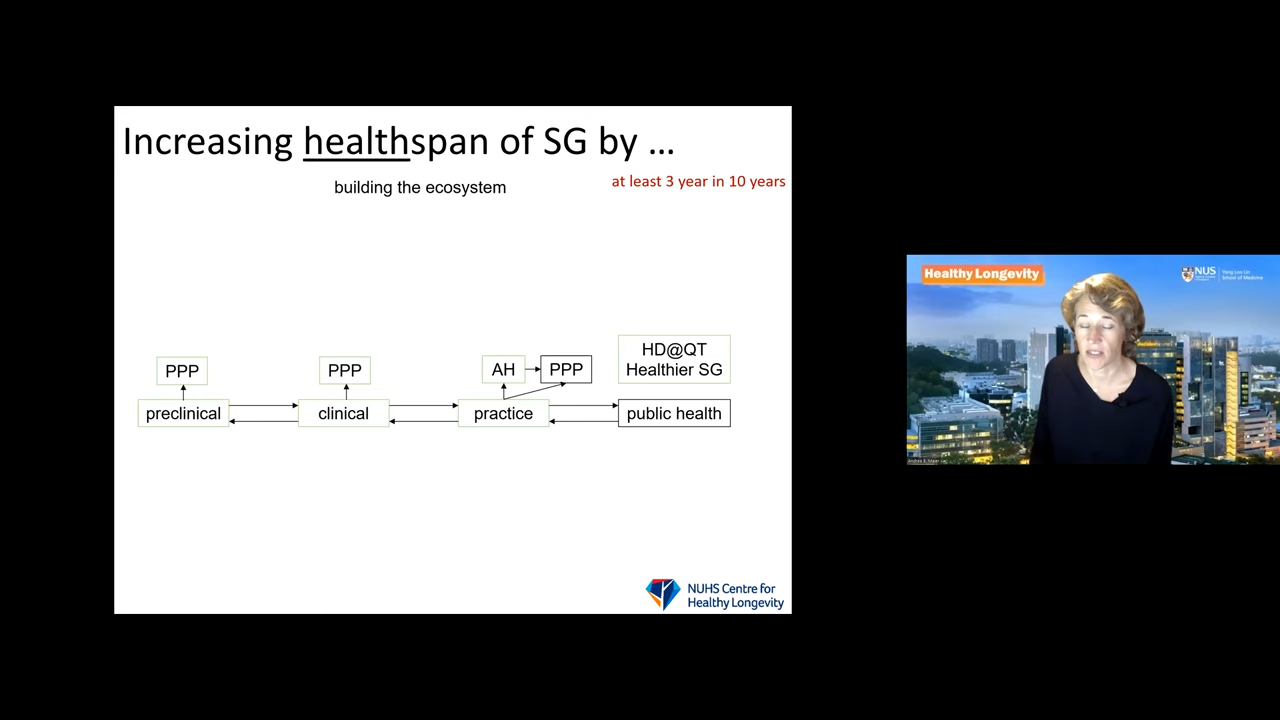 Increasing healthspan of SG by ...
building the ecosystem
at least 3 year in 10 years
PPP
PPP
AH
PPP
HD@QT
Healthier SG
preclinical
clinical
practice
public health
NUHS Centre for
Healthy Longevity
Healthy Longevity
NUS
Yong Loo Lin
School of Medicine